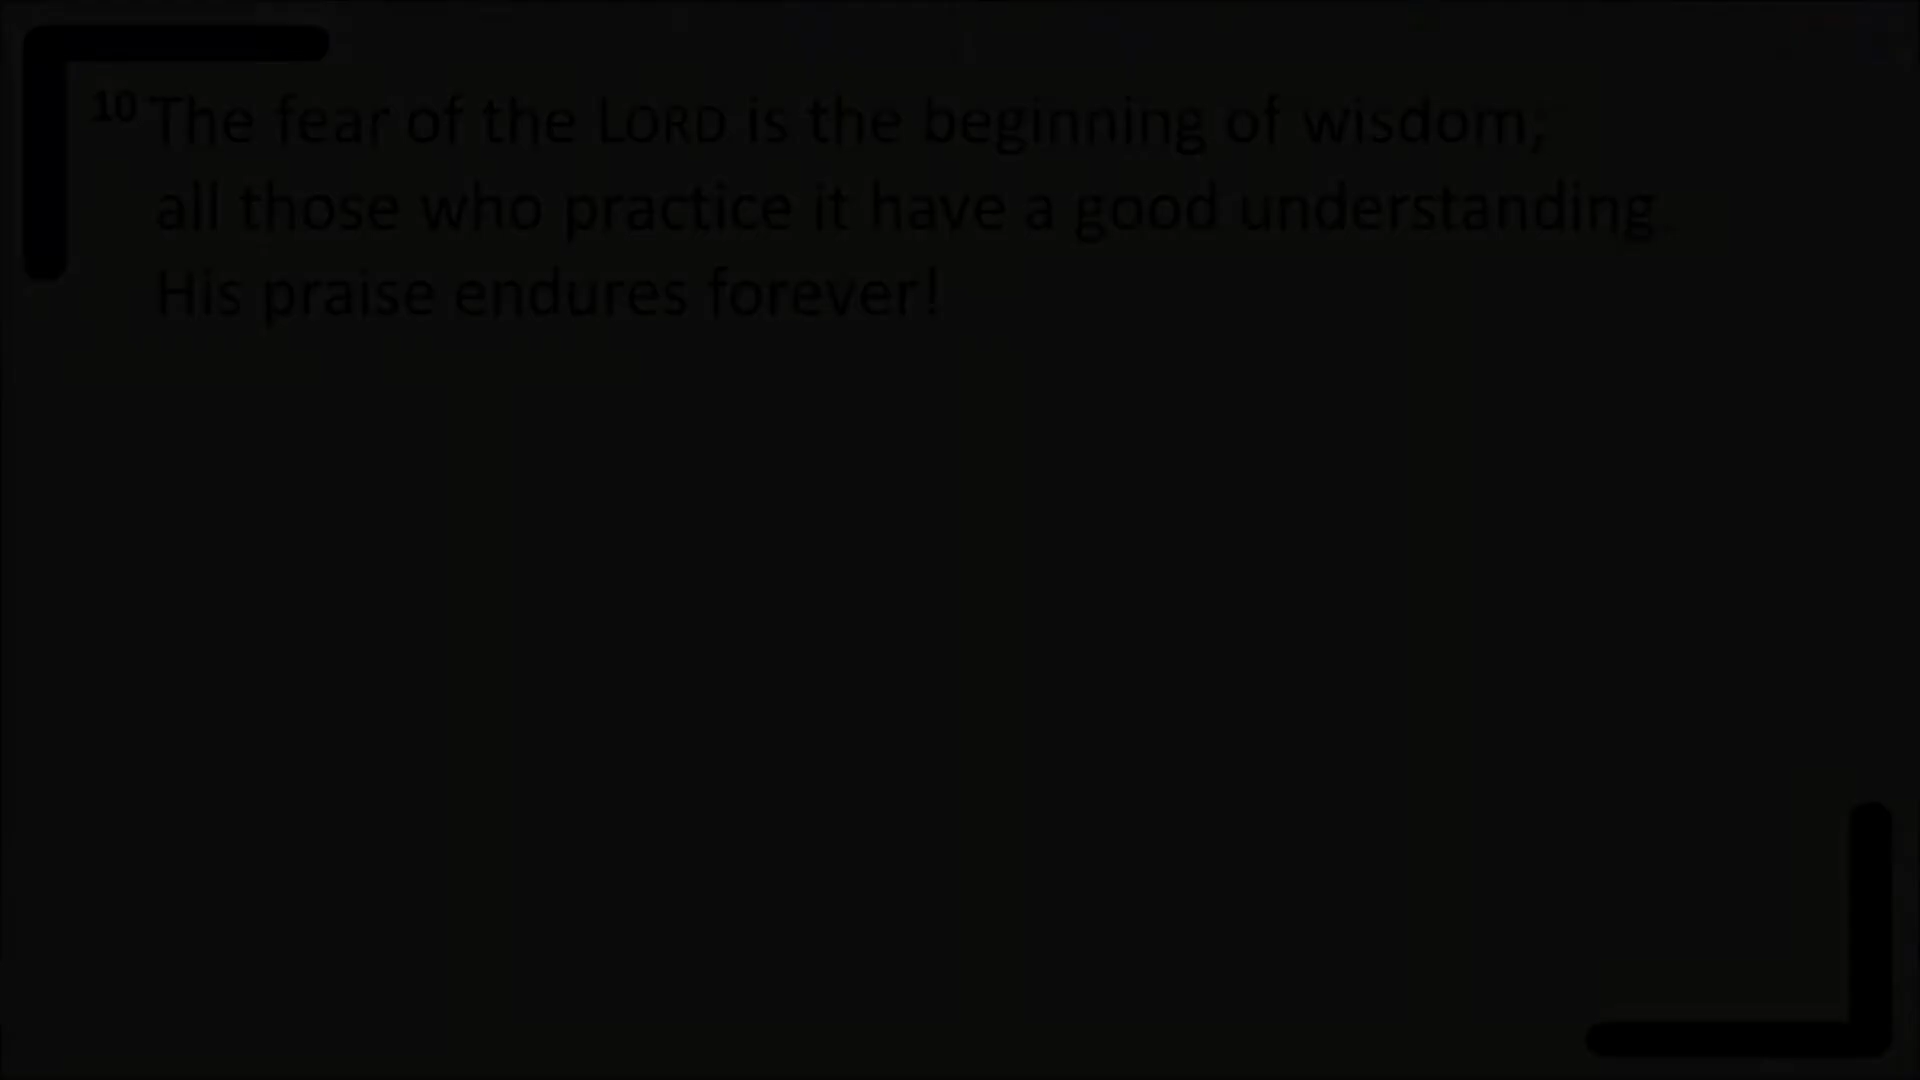 10 The fear of the LORD is the beginning of wisdom;
all those who practice it have a good understanding.
His praise endures forever!